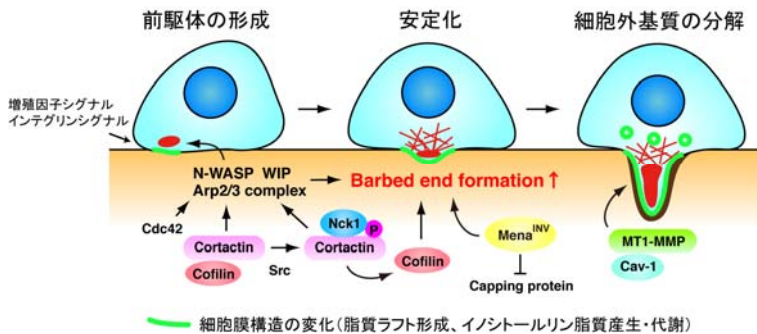 前駆体の形成
安定化
細胞外基質の分解
増殖因子シグナル
インテグリンシグナル
N-WASP WIP
Arp2/3 complex
Barbed end formation ↑
Cdc42
Cortactin
Cofilin
Src
Nck1
P
Cortactin
Cofilin
Mena INV
Capping protein
MT1-MMP
Cav-1
細胞膜構造の変化(脂質ラフト形成、イノシトールリン脂質産生・代謝)